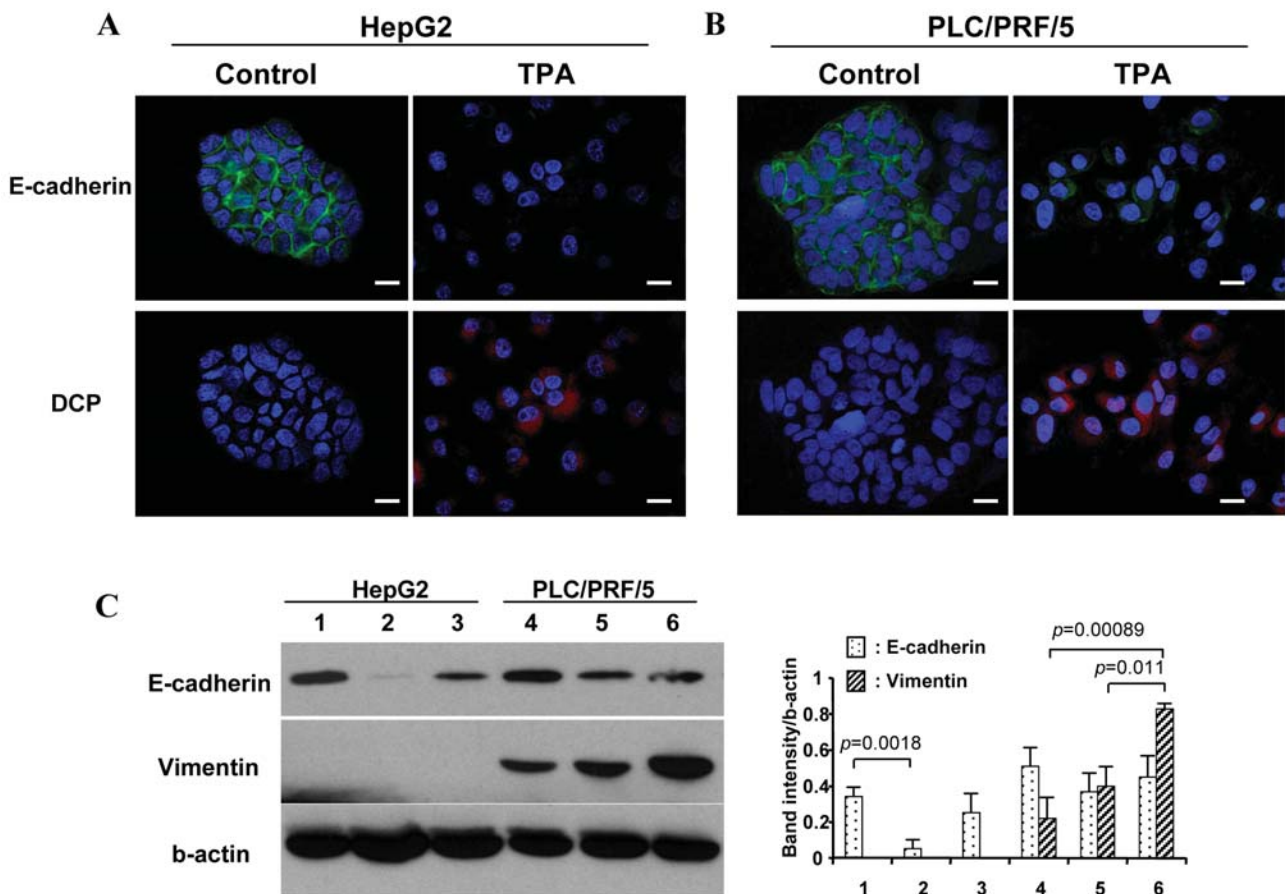 A HepG2 B PLC/PRF/5
Control TPA Control TPA
E-cadherin
DCP
C HepG2 PLC/PRF/5
1 2 3 4 5 6
E-cadherin
Vimentin
b-actin
: E-cadherin
: Vimentin
p=0.00089
p=0.011
p=0.0018
Band intensity/b-actin
1
0.8
0.6
0.4
0.2
0
1 2 3 4 5 6